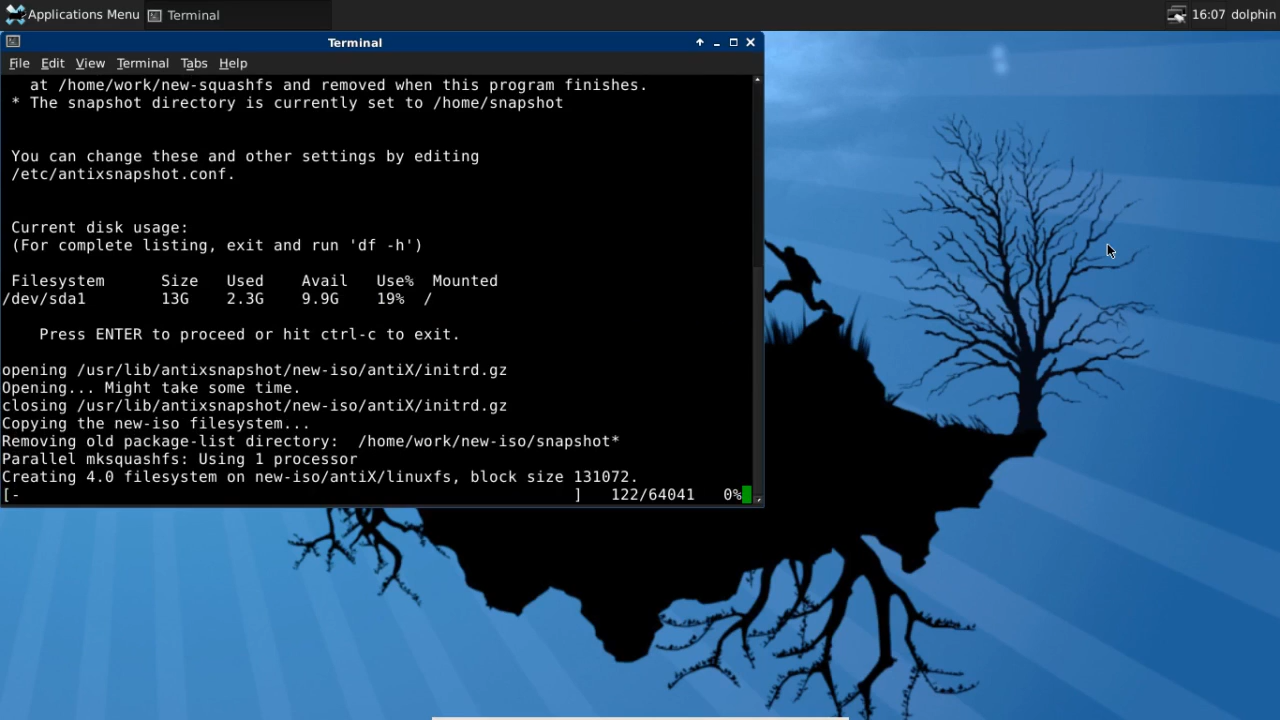 Applications Menu
Terminal
16:07 dolphin
Terminal
File Edit View Terminal Tabs Help
at /home/work/new-squashfs and removed when this program finishes.
* The snapshot directory is currently set to /home/snapshot
You can change these and other settings by editing
/etc/antixsnapshot.conf.
Current disk usage:
(For complete listing, exit and run 'df -h')
Filesystem Size Used Avail Use% Mounted
/dev/sda1 13G 2.3G 9.9G 19% /
Press ENTER to proceed or hit ctrl-c to exit.
opening /usr/lib/antixsnapshot/new-iso/antiX/initrd.gz
Opening... Might take some time.
closing /usr/lib/antixsnapshot/new-iso/antiX/initrd.gz
Copying the new-iso filesystem...
Removing old package-list directory: /home/work/new-iso/snapshot*
Parallel mksquashfs: Using 1 processor
Creating 4.0 filesystem on new-iso/antiX/linuxfs, block size 131072.
[- ] 122/64041 0%